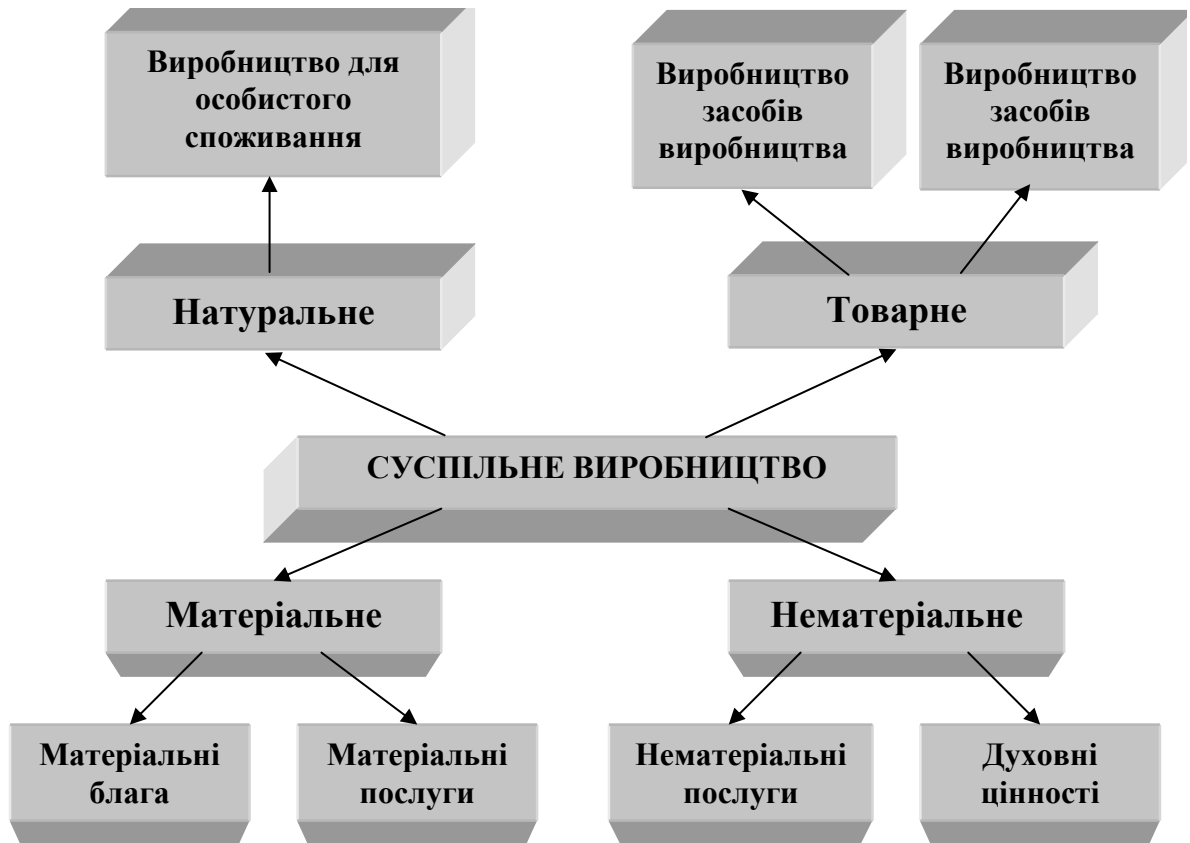 Виробництво для
особистого
споживання
Виробництво
засобів
виробництва
Виробництво
засобів
виробництва
Натуральне
Товарне
СУСПІЛЬНЕ ВИРОБНИЦТВО
Матеріальне
Нематеріальне
Матеріальні
блага
Матеріальні
послуги
Нематеріальні
послуги
Духовні
цінності